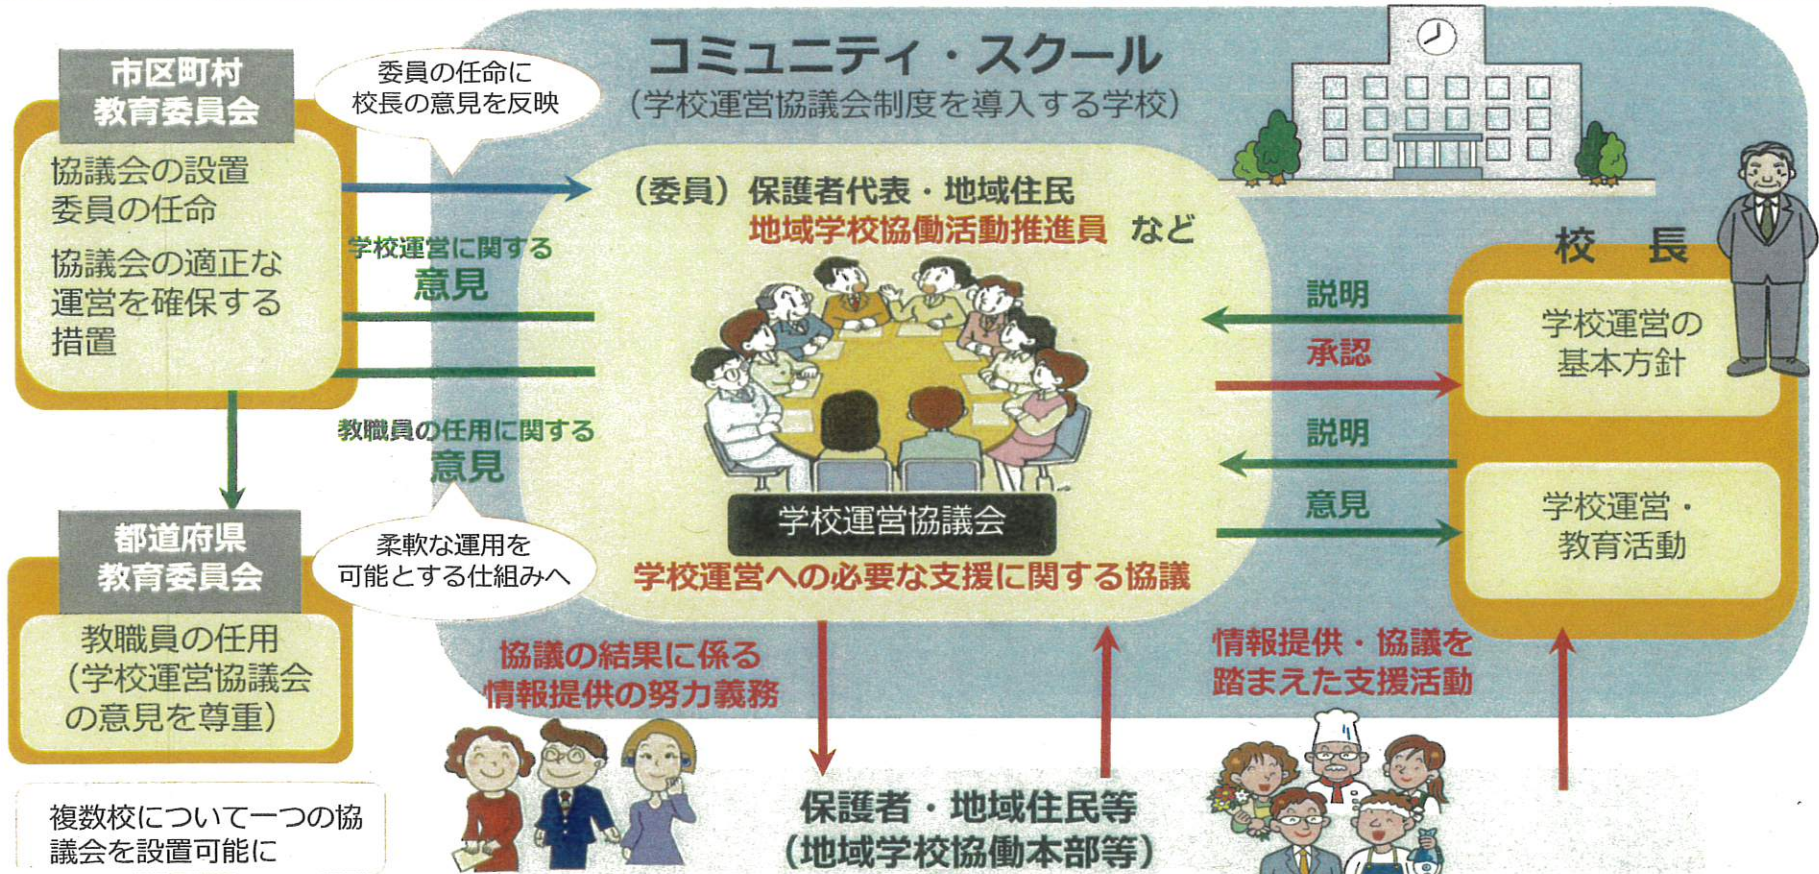 コミュニティ・スクール
(学校運営協議会制度を導入する学校)
市区町村
教育委員会
協議会の設置
委員の任命
協議会の適正な
運営を確保する
措置
委員の任命に
校長の意見を反映
学校運営に関する
意見
教職員の任用に関する
意見
柔軟な運用を
可能とする仕組みへ
都道府県
教育委員会
教職員の任用
(学校運営協議会
の意見を尊重)
複数校について一つの協
議会を設置可能に
(委員) 保護者代表・地域住民
地域学校協働活動推進員 など
学校運営協議会
学校運営への必要な支援に関する協議
校 長
説明
承認
学校運営の
基本方針
説明
意見
学校運営・
教育活動
協議の結果に係る
情報提供の努力義務
情報提供・協議を
踏まえた支援活動
保護者・地域住民等
(地域学校協働本部等)